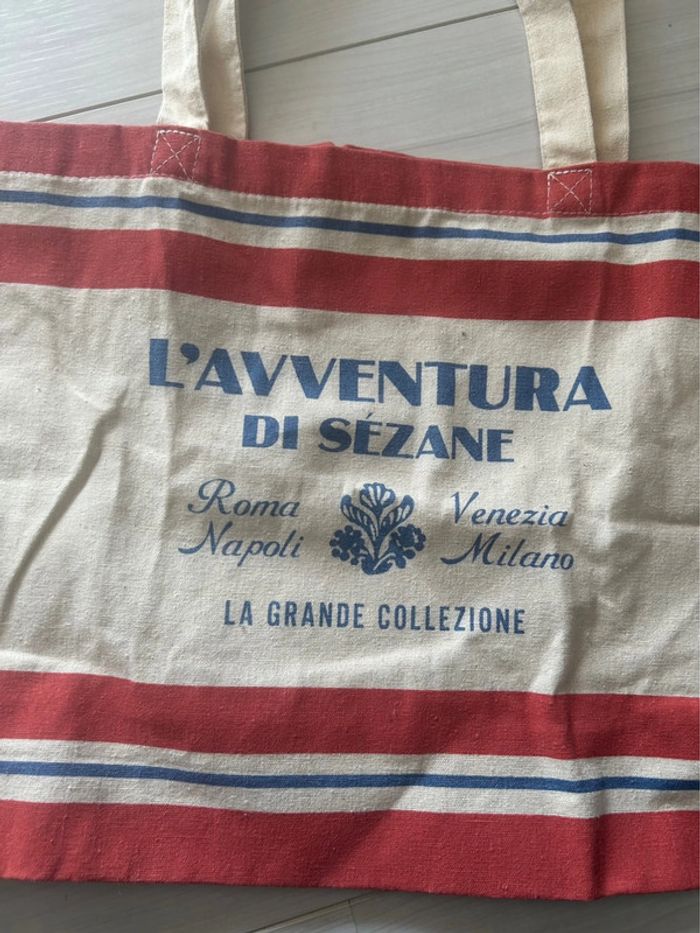 L'AVVENTURA
DI SÉZANE
Roma Venezia
Napoli Milano
LA GRANDE COLLEZIONE